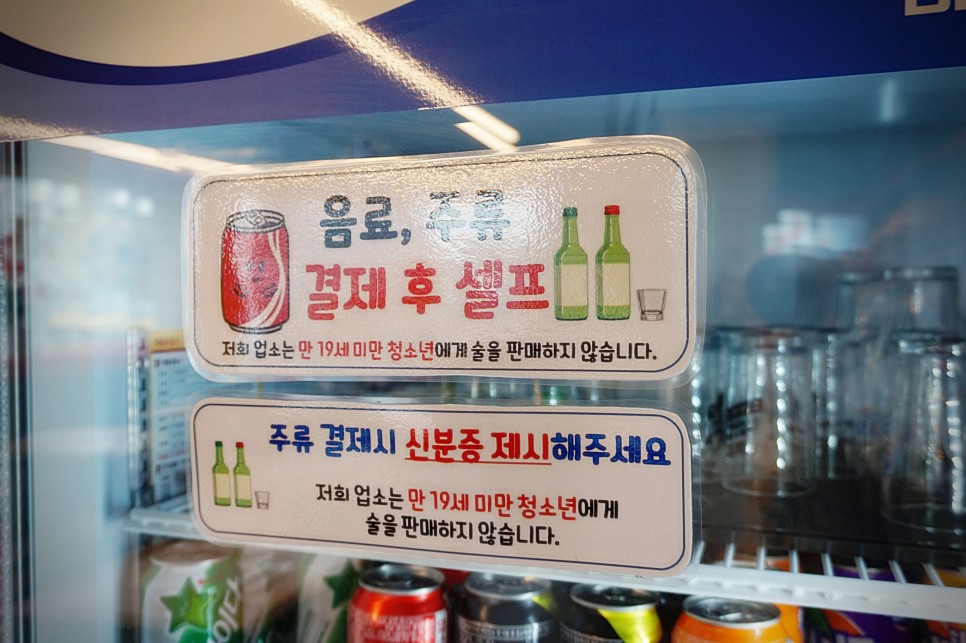 음료, 주류
결제 후 셀프
저희 업소는 만 19세 미만 청소년에게 술을 판매하지 않습니다.
주류 결제시 신분증 제시해주세요
저희 업소는 만 19세 미만 청소년에게
술을 판매하지 않습니다.